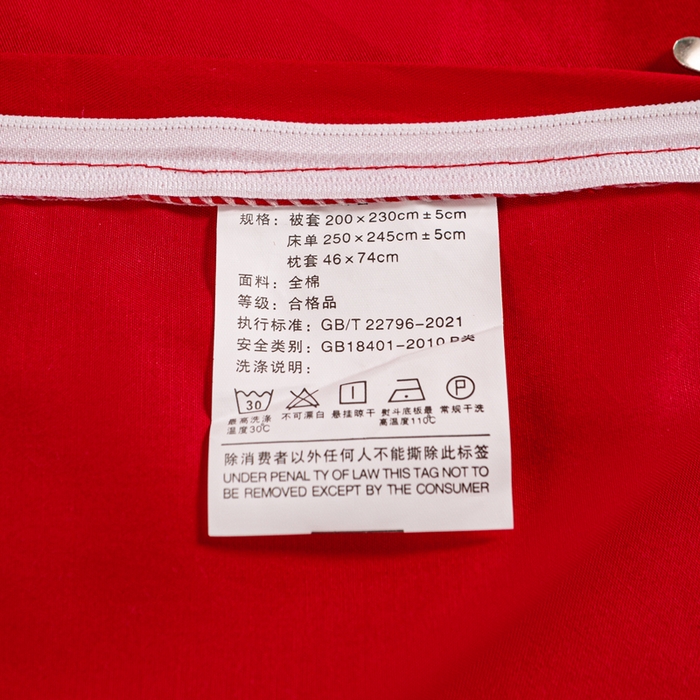 规格：被套 200×230cm±5cm
床单 250×245cm±5cm
枕套 46×74cm
面料：全棉
等级：合格品
执行标准：GB/T 22796-2021
安全类别：GB18401-2010 B类
洗涤说明：
30
P
最高洗涤温度30℃
不可漂白
悬挂晾干
熨斗底板最高温度110℃
常规干洗
除消费者以外任何人不能撕除此标签
UNDER PENAL TY OF LAW THIS TAG NOT TO
BE REMOVED EXCEPT BY THE CONSUMER